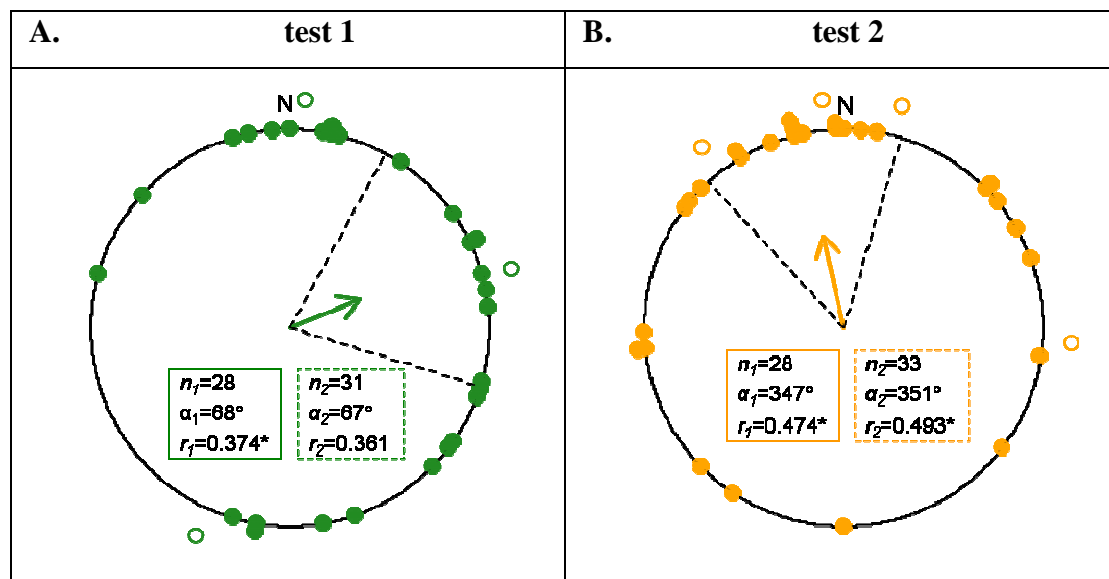 A. test 1
B. test 2
N
n₁=28
α₁=68°
r₁=0.374*
n₂=31
α₂=67°
r₂=0.361
N
n₁=28
α₁=347°
r₁=0.474*
n₂=33
α₂=351°
r₂=0.493*